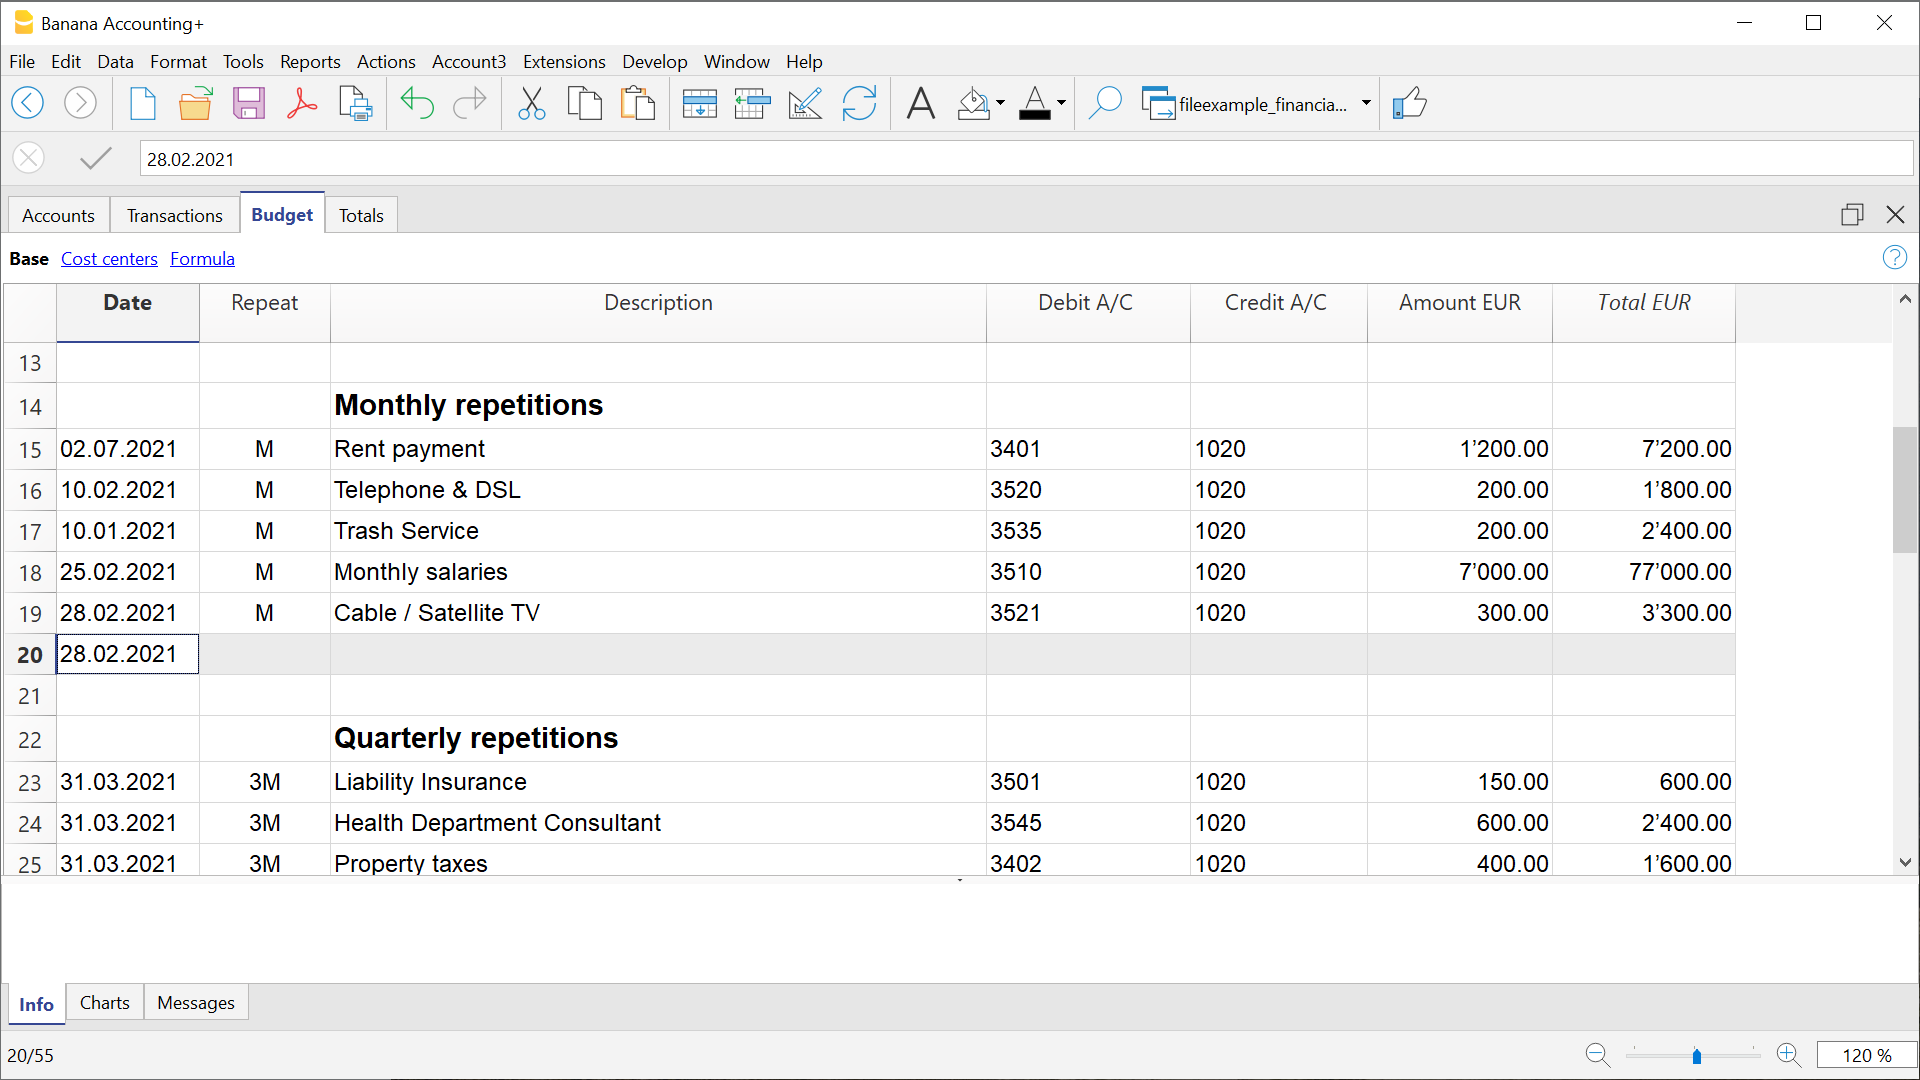 Banana Accounting+
File Edit Data Format Tools Reports Actions Account3 Extensions Develop Window Help
fileexample_financia...
28.02.2021
Accounts Transactions Budget Totals
Base Cost centers Formula
Date Repeat Description Debit A/C Credit A/C Amount EUR Total EUR
13
14 Monthly repetitions
15 02.07.2021 M Rent payment 3401 1020 1’200.00 7’200.00
16 10.02.2021 M Telephone & DSL 3520 1020 200.00 1’800.00
17 10.01.2021 M Trash Service 3535 1020 200.00 2’400.00
18 25.02.2021 M Monthly salaries 3510 1020 7’000.00 77’000.00
19 28.02.2021 M Cable / Satellite TV 3521 1020 300.00 3’300.00
20 28.02.2021
21
22 Quarterly repetitions
23 31.03.2021 3M Liability Insurance 3501 1020 150.00 600.00
24 31.03.2021 3M Health Department Consultant 3545 1020 600.00 2’400.00
25 31.03.2021 3M Property taxes 3402 1020 400.00 1’600.00
Info Charts Messages
20/55 120 %